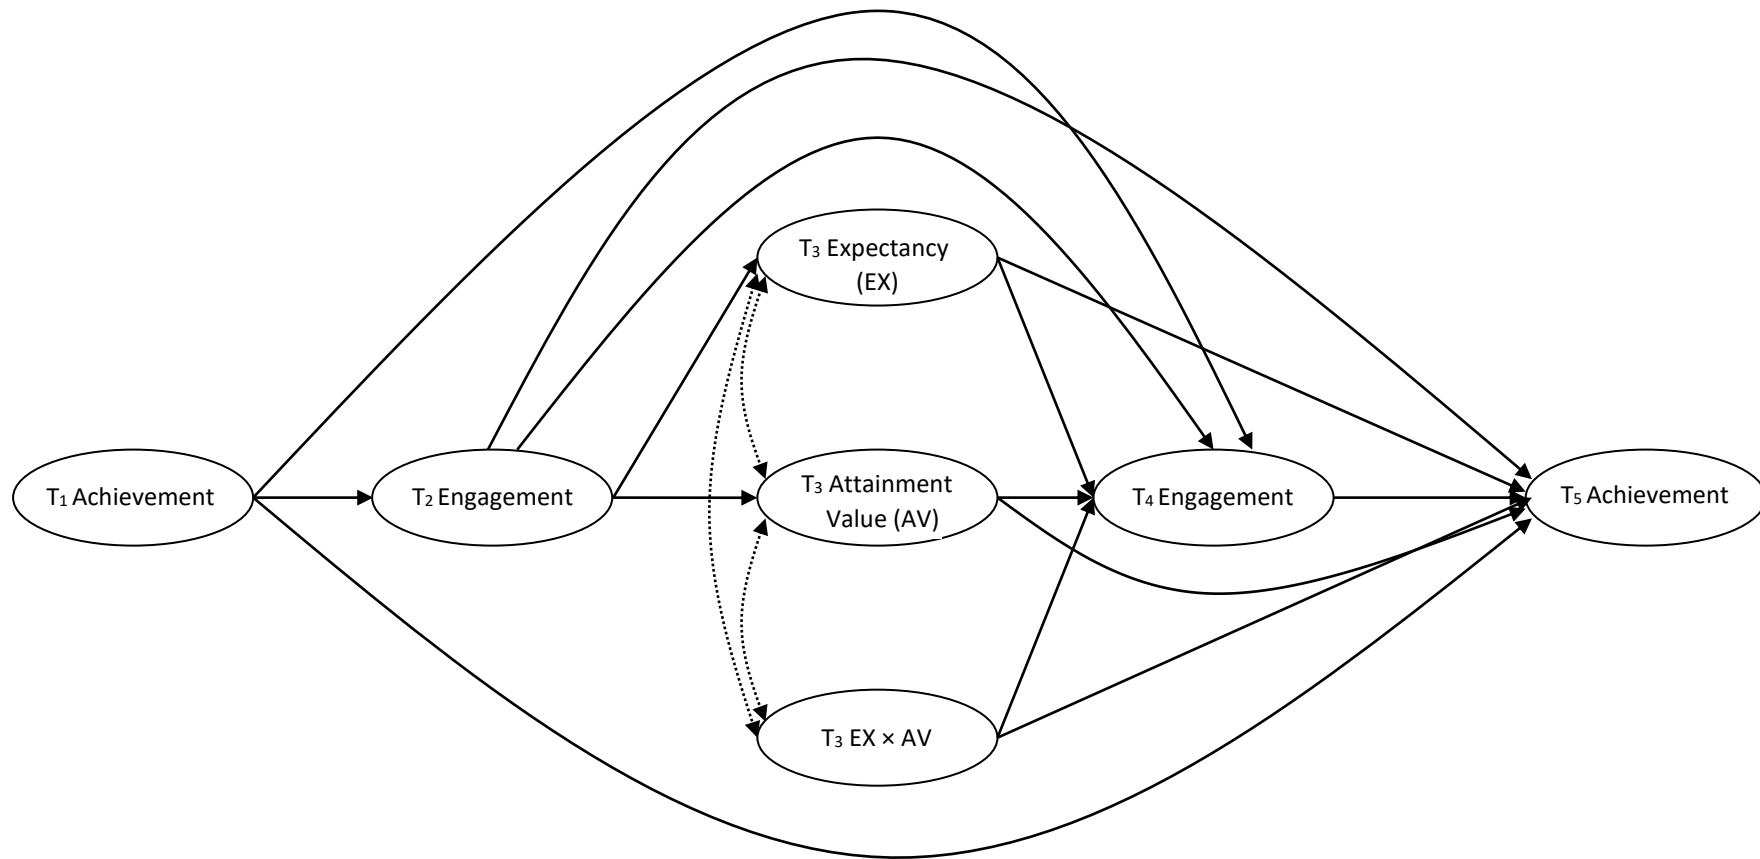 T₃ Expectancy
(EX)
T₁ Achievement
T₂ Engagement
T₃ Attainment
Value (AV)
T₄ Engagement
T₅ Achievement
T₃ EX × AV